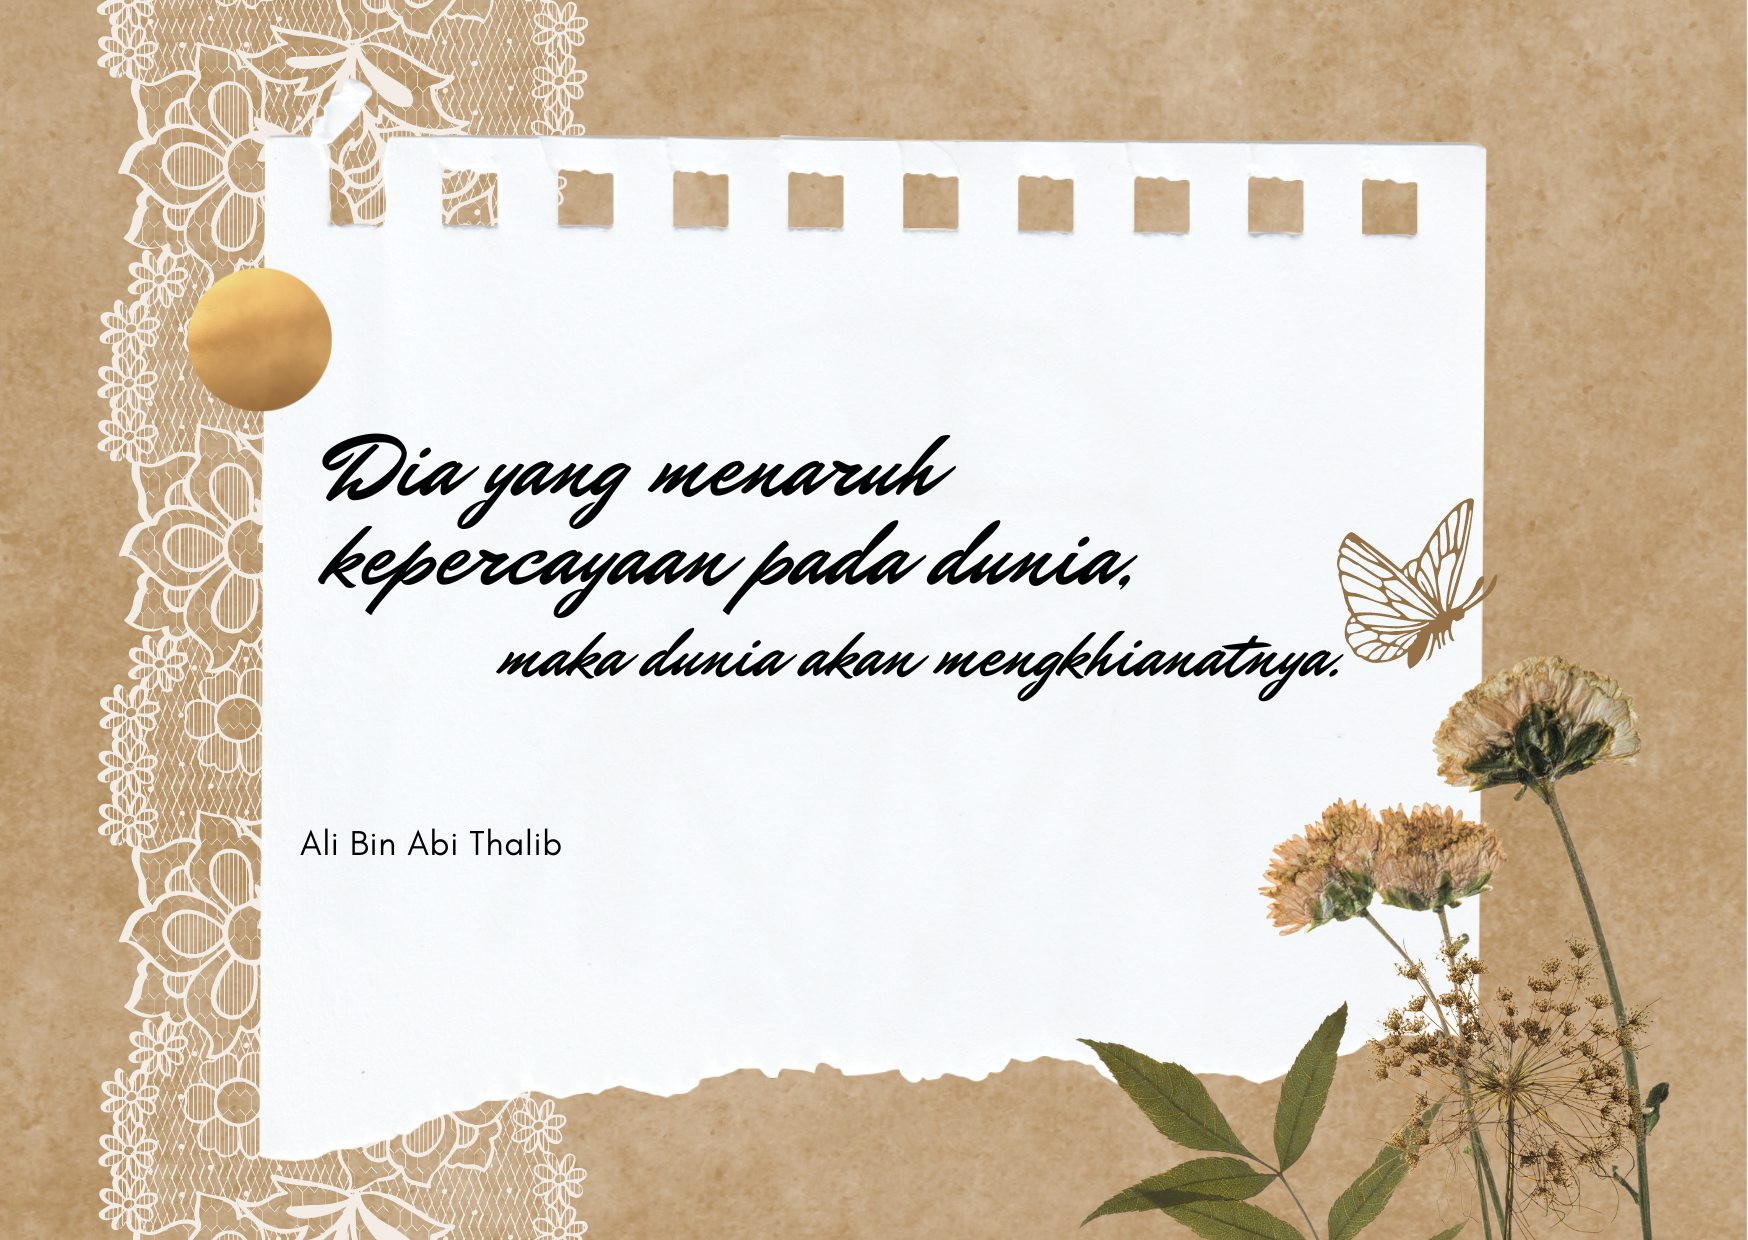 Dia yang menaruh
kepercayaan pada dunia,
maka dunia akan mengkhianatnya.
Ali Bin Abi Thalib